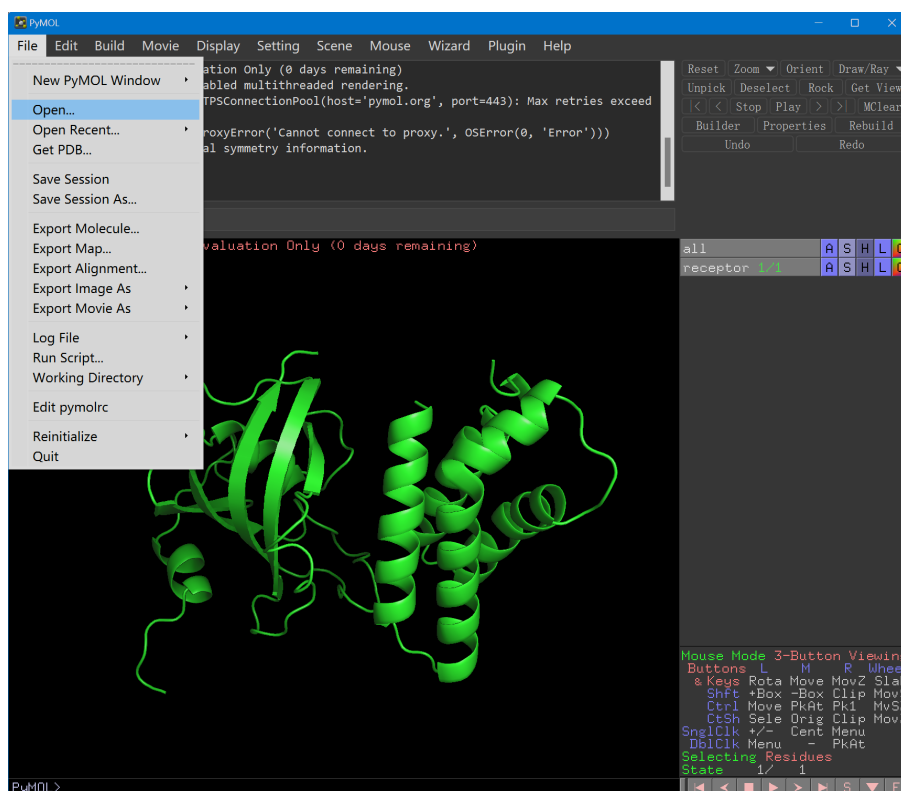 PyMOL
File Edit Build Movie Display Setting Scene Mouse Wizard Plugin Help
New PyMOL Window
Open...
Open Recent...
Get PDB...
Save Session
Save Session As...
Export Molecule...
Export Map...
Export Alignment...
Export Image As
Export Movie As
Log File
Run Script...
Working Directory
Edit pymolrc
Reinitialize
Quit
ation Only (0 days remaining)
abled multithreaded rendering.
TPSConnectionPool(host='pymol.org', port=443): Max retries exceed
roxyError('Cannot connect to proxy.', OSError(0, 'Error')))
al symmetry information.
valuation Only (0 days remaining)
Reset Zoom Orient Draw/Ray
Unpick Deselect Rock Get View
|< < Stop Play > >| MClear
Builder Properties Rebuild
Undo Redo
all A S H L C
receptor 1/1 A S H L C
Mouse Mode 3-Button Viewin
Buttons L M R Whee
& Keys Rota Move MovZ Sla
Shft +Box -Box Clip Mov
Ctrl Move PkAt Pk1 MvS
CtSh Sele Orig Clip Mov
SnglClk +/- Cent Menu
DblClk Menu - PkAt
Selecting Residues
State 1/ 1
S F
PyMOL>